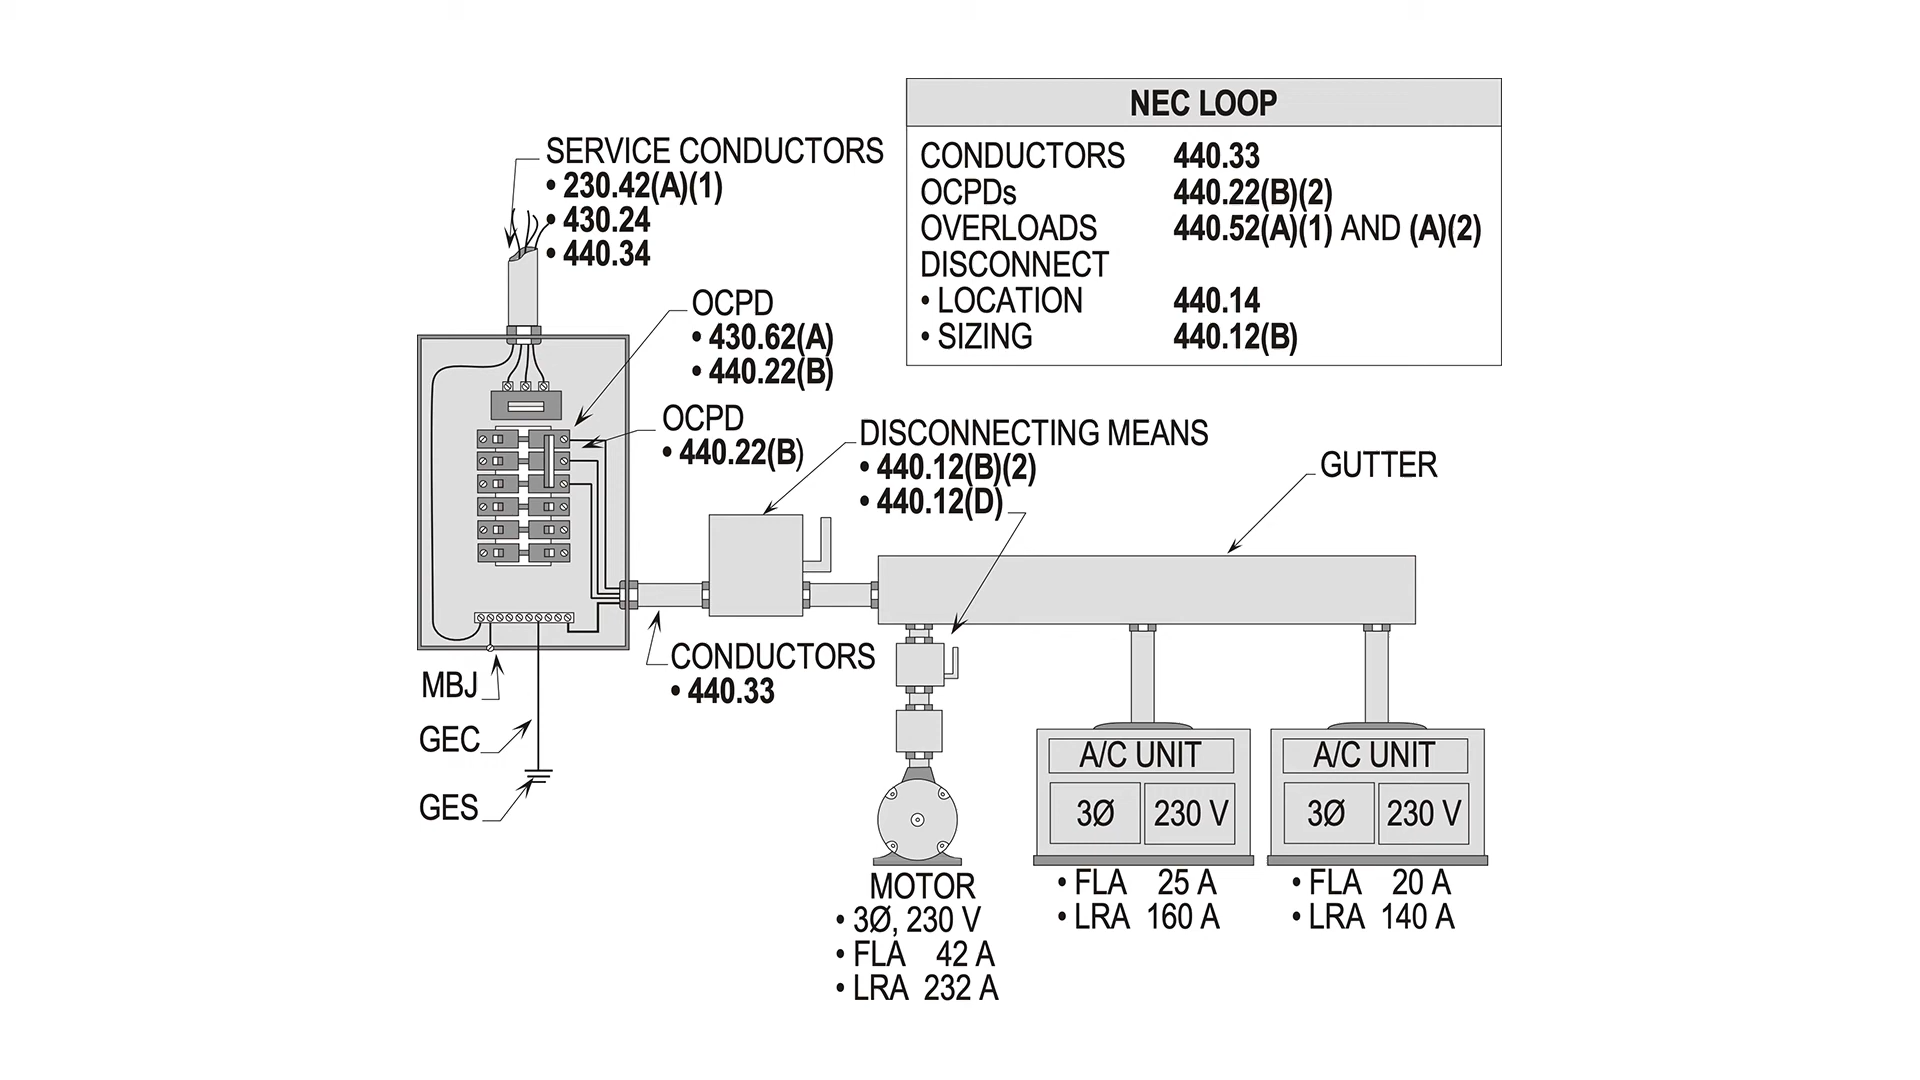 NEC LOOP
CONDUCTORS 440.33
OCPDs 440.22(B)(2)
OVERLOADS 440.52(A)(1) AND (A)(2)
DISCONNECT
• LOCATION 440.14
• SIZING 440.12(B)
SERVICE CONDUCTORS
• 230.42(A)(1)
• 430.24
• 440.34
OCPD
• 430.62(A)
• 440.22(B)
OCPD
• 440.22(B)
DISCONNECTING MEANS
• 440.12(B)(2)
• 440.12(D)
GUTTER
CONDUCTORS
• 440.33
MBJ
GEC
GES
MOTOR
• 3Ø, 230 V
• FLA 42 A
• LRA 232 A
A/C UNIT
3Ø 230 V
• FLA 25 A
• LRA 160 A
A/C UNIT
3Ø 230 V
• FLA 20 A
• LRA 140 A